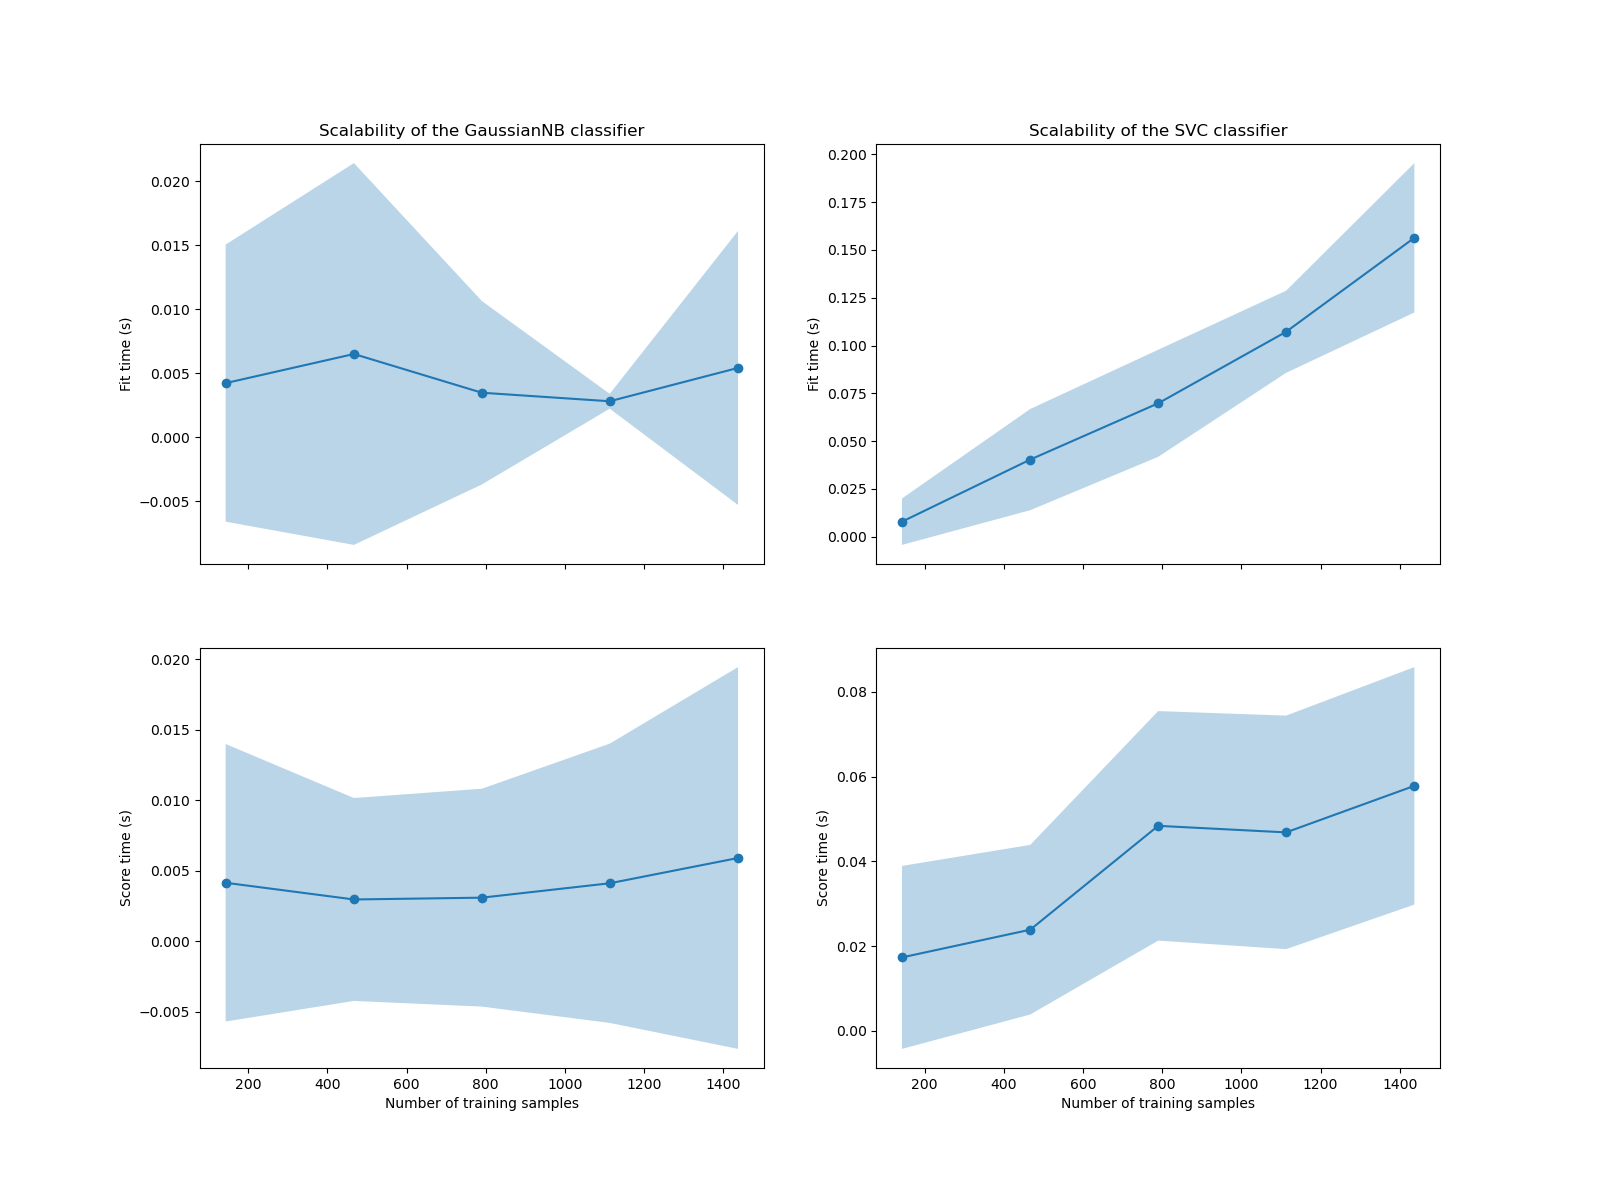 Scalability of the GaussianNB classifier
0.020
0.015
0.010
0.005
0.000
−0.005
Fit time (s)
Scalability of the SVC classifier
0.200
0.175
0.150
0.125
0.100
0.075
0.050
0.025
0.000
Fit time (s)
0.020
0.015
0.010
0.005
0.000
−0.005
Score time (s)
200 400 600 800 1000 1200 1400
Number of training samples
0.08
0.06
0.04
0.02
0.00
Score time (s)
200 400 600 800 1000 1200 1400
Number of training samples